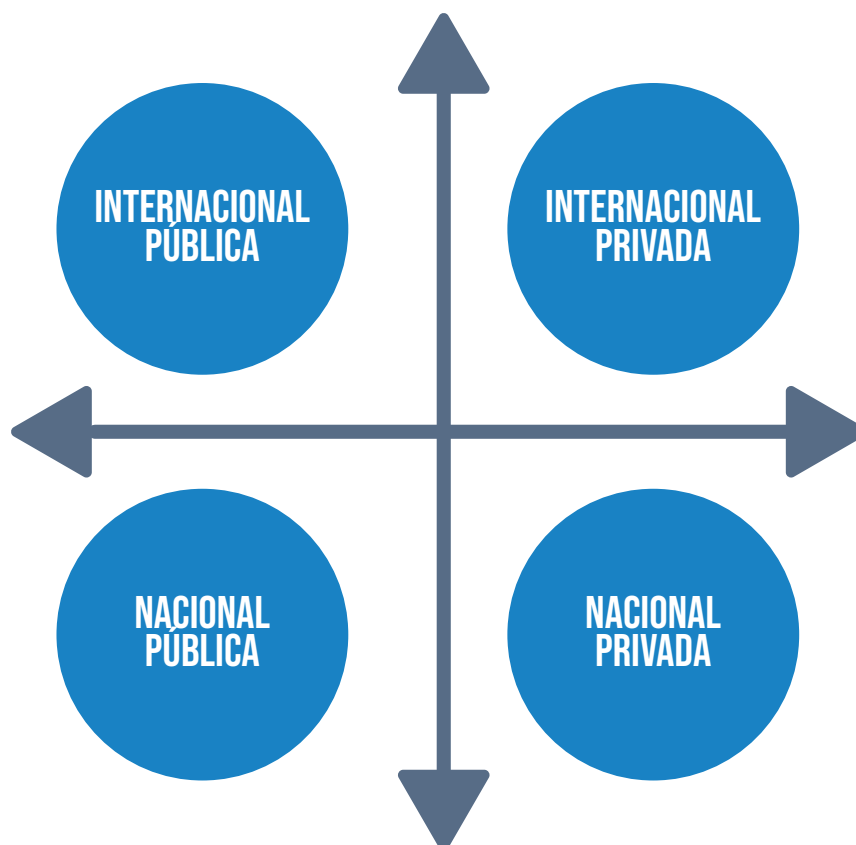 INTERNACIONAL
PÚBLICA
INTERNACIONAL
PRIVADA
NACIONAL
PÚBLICA
NACIONAL
PRIVADA